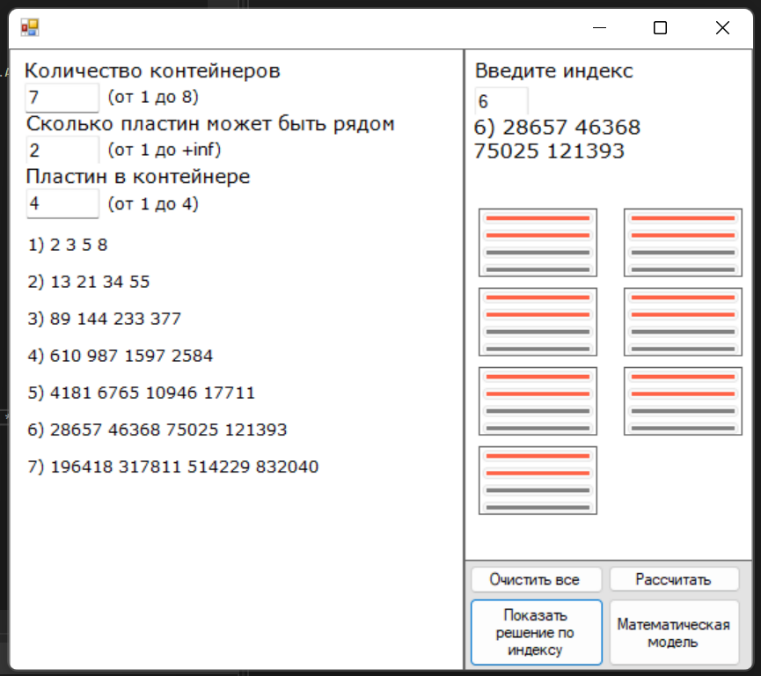 Количество контейнеров
7 (от 1 до 8)
Сколько пластин может быть рядом
2 (от 1 до +inf)
Пластин в контейнере
4 (от 1 до 4)
1) 2 3 5 8
2) 13 21 34 55
3) 89 144 233 377
4) 610 987 1597 2584
5) 4181 6765 10946 17711
6) 28657 46368 75025 121393
7) 196418 317811 514229 832040
Введите индекс
6
6) 28657 46368
75025 121393
Очистить все
Рассчитать
Показать
решение по
индексу
Математическая
модель